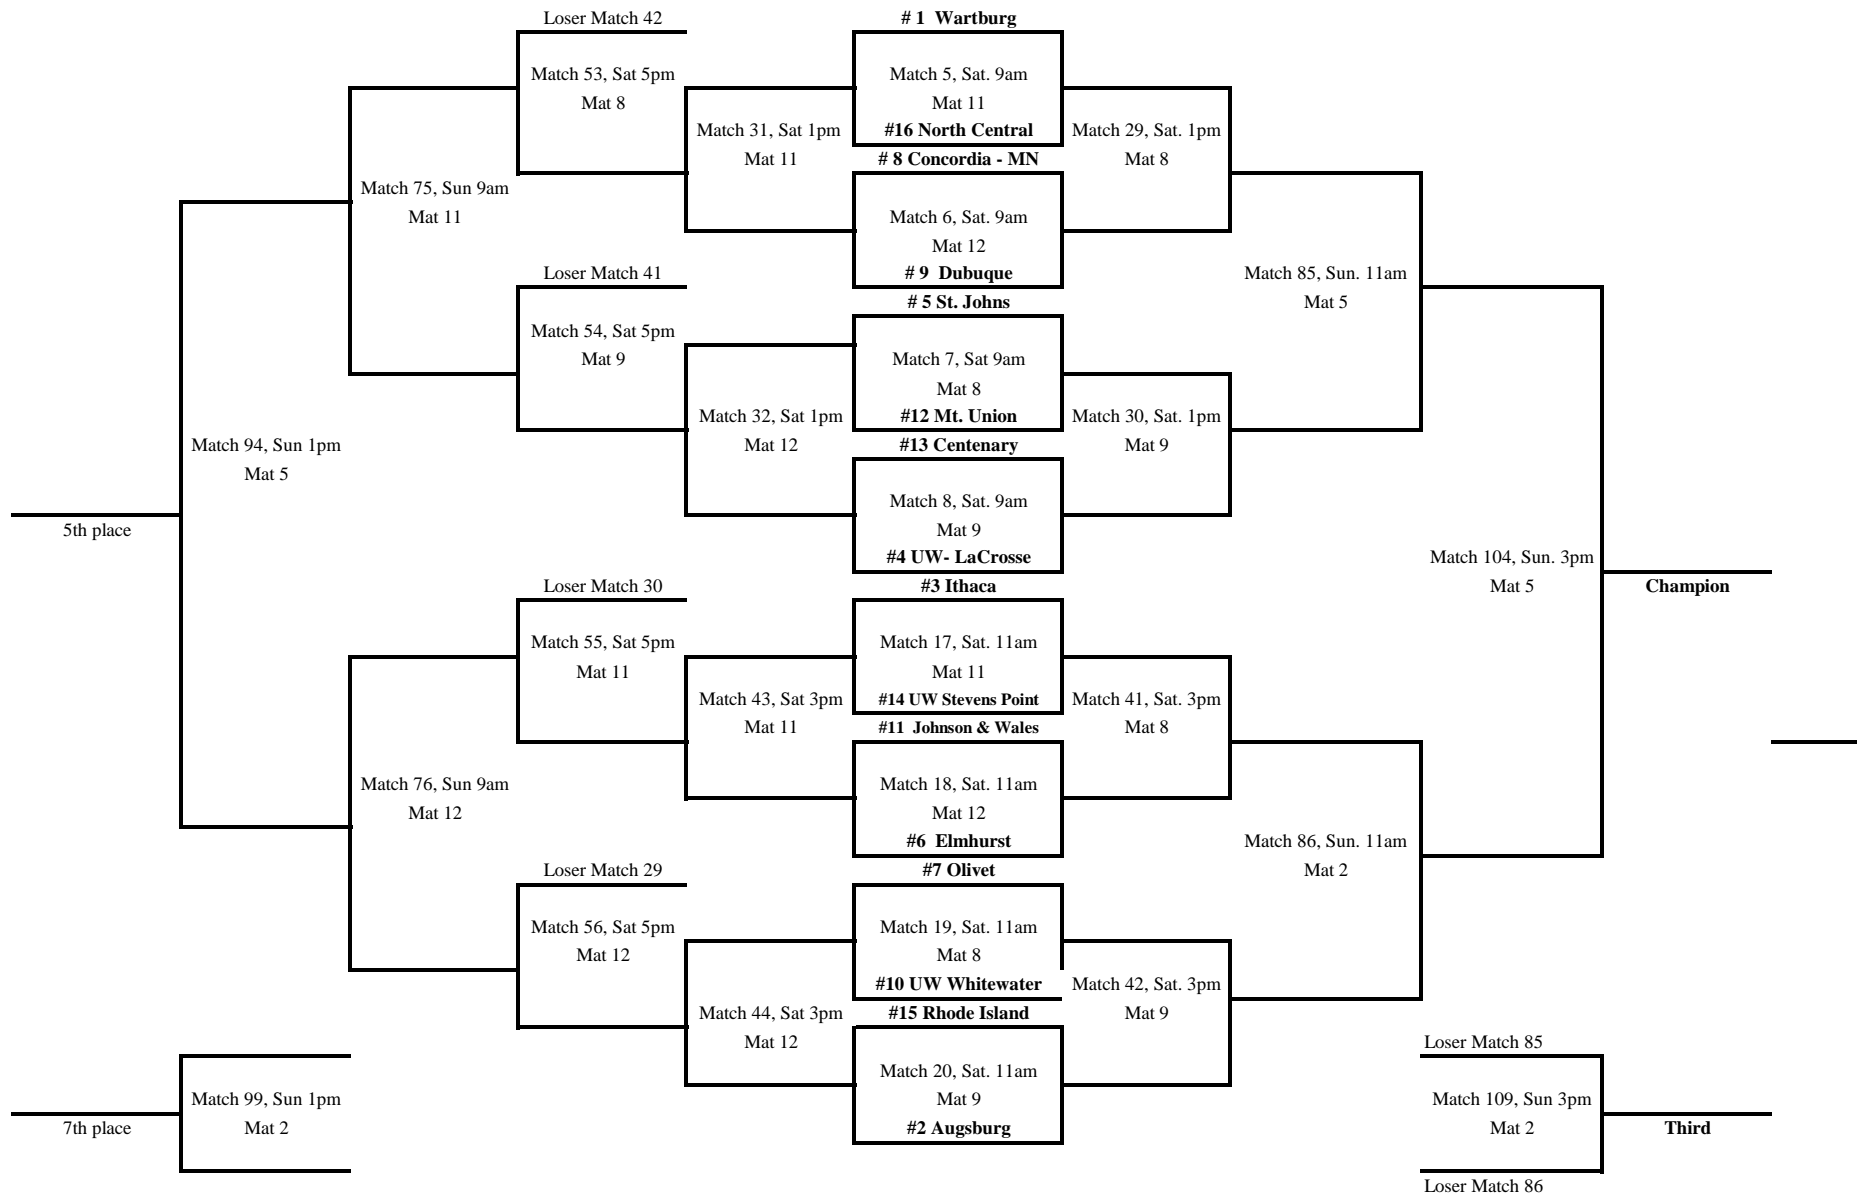 Loser Match 42
# 1  Wartburg
Match 53, Sat 5pm
Mat 8
Match 5, Sat. 9am
Mat 11
Match 31, Sat 1pm
Mat 11
#16 North Central
Match 29, Sat. 1pm
Mat 8
# 8 Concordia - MN
Match 75, Sun 9am
Mat 11
Match 6, Sat. 9am
Mat 12
Loser Match 41
# 9  Dubuque
Match 85, Sun. 11am
Mat 5
# 5 St. Johns
Match 54, Sat 5pm
Mat 9
Match 7, Sat 9am
Mat 8
Match 32, Sat 1pm
Mat 12
#12 Mt. Union
Match 30, Sat. 1pm
Mat 9
#13 Centenary
Match 94, Sun 1pm
Mat 5
Match 8, Sat. 9am
Mat 9
5th place
#4 UW- LaCrosse
Match 104, Sun. 3pm
Mat 5
Champion
Loser Match 30
#3 Ithaca
Match 55, Sat 5pm
Mat 11
Match 17, Sat. 11am
Mat 11
Match 43, Sat 3pm
Mat 11
#14 UW Stevens Point
Match 41, Sat. 3pm
Mat 8
#11  Johnson & Wales
Match 76, Sun 9am
Mat 12
Match 18, Sat. 11am
Mat 12
#6  Elmhurst
Match 86, Sun. 11am
Mat 2
Loser Match 29
#7 Olivet
Match 56, Sat 5pm
Mat 12
Match 19, Sat. 11am
Mat 8
#10 UW Whitewater
Match 42, Sat. 3pm
Mat 9
Match 44, Sat 3pm
Mat 12
#15 Rhode Island
Loser Match 85
Match 99, Sun 1pm
Mat 2
Match 20, Sat. 11am
Mat 9
Match 109, Sun 3pm
Mat 2
7th place
#2 Augsburg
Third
Loser Match 86